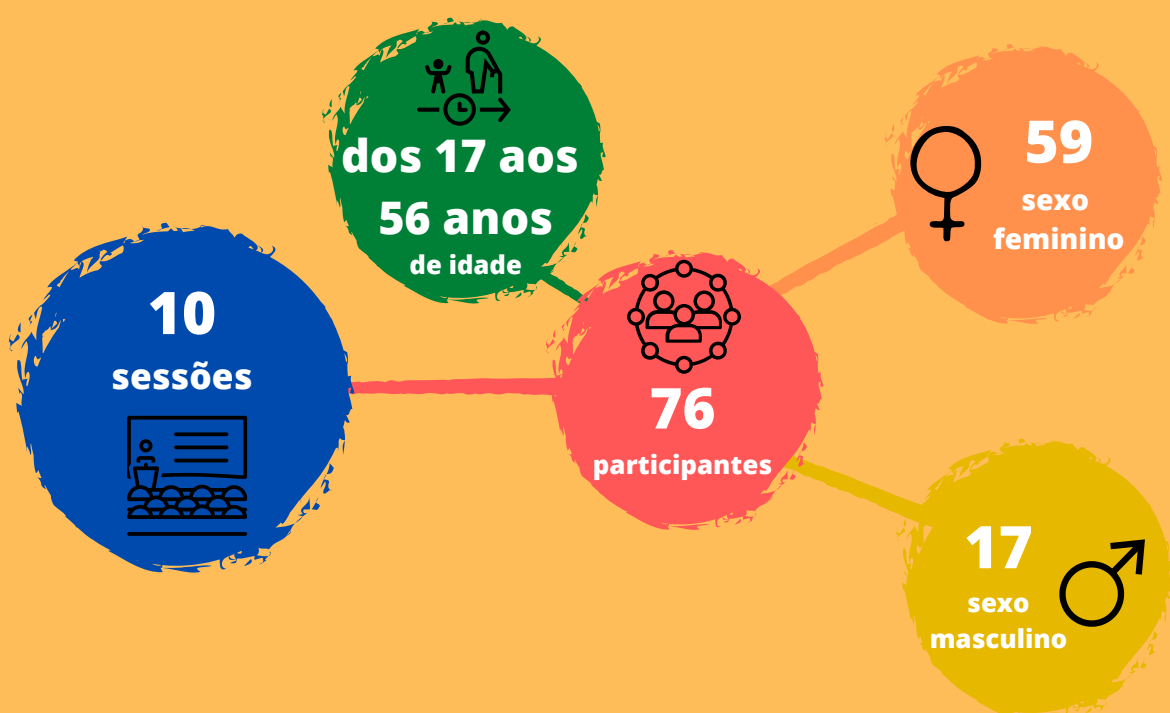 10
sessões
dos 17 aos
56 anos
de idade
76
participantes
59
sexo
feminino
17
sexo
masculino